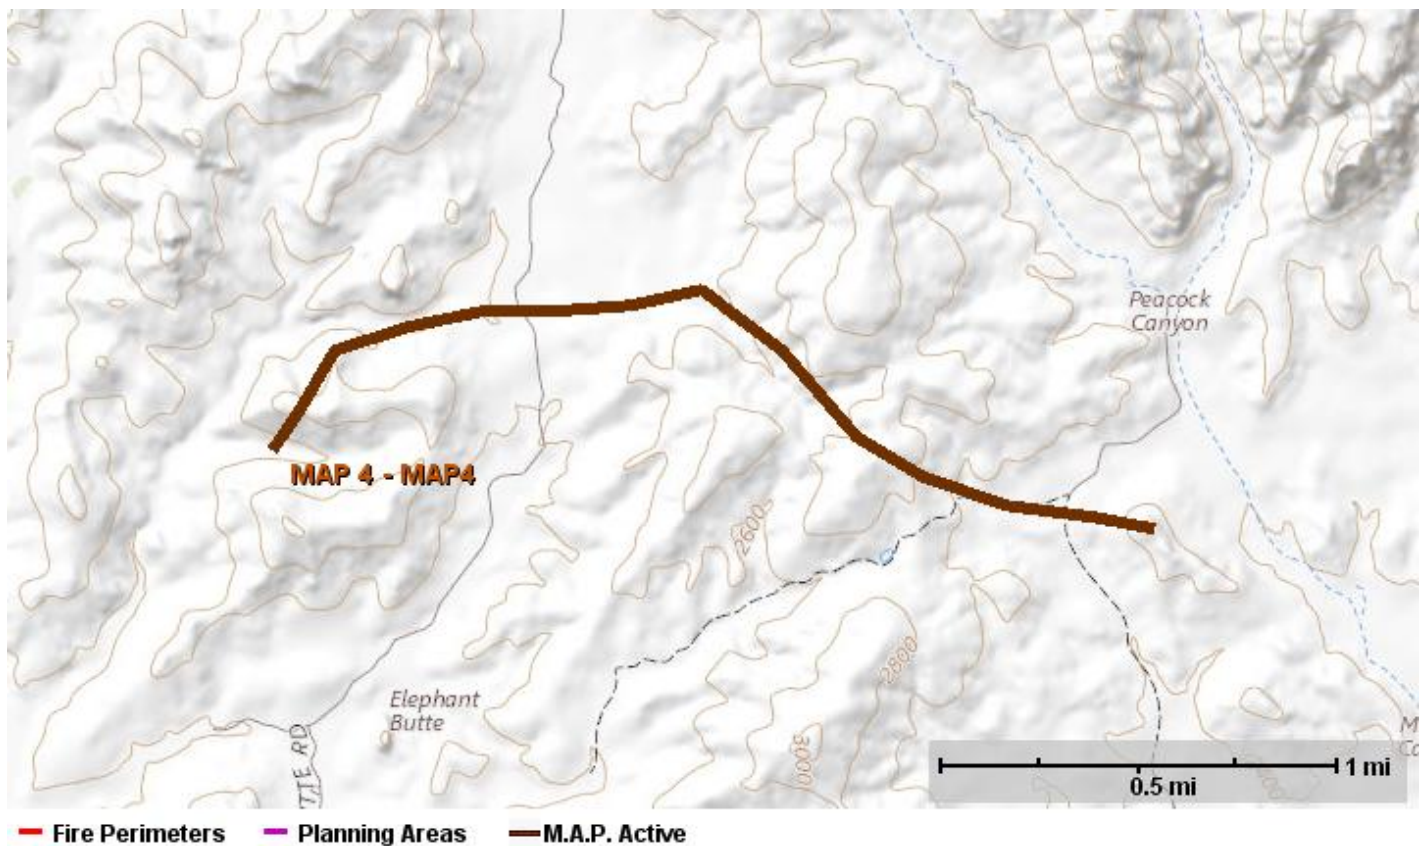 Peacock
Canyon
MAP 4 - MAP4
2600
2800
Elephant
Butte
TTE RD
3000
1 mi
0.5 mi
Fire Perimeters
Planning Areas
M.A.P. Active